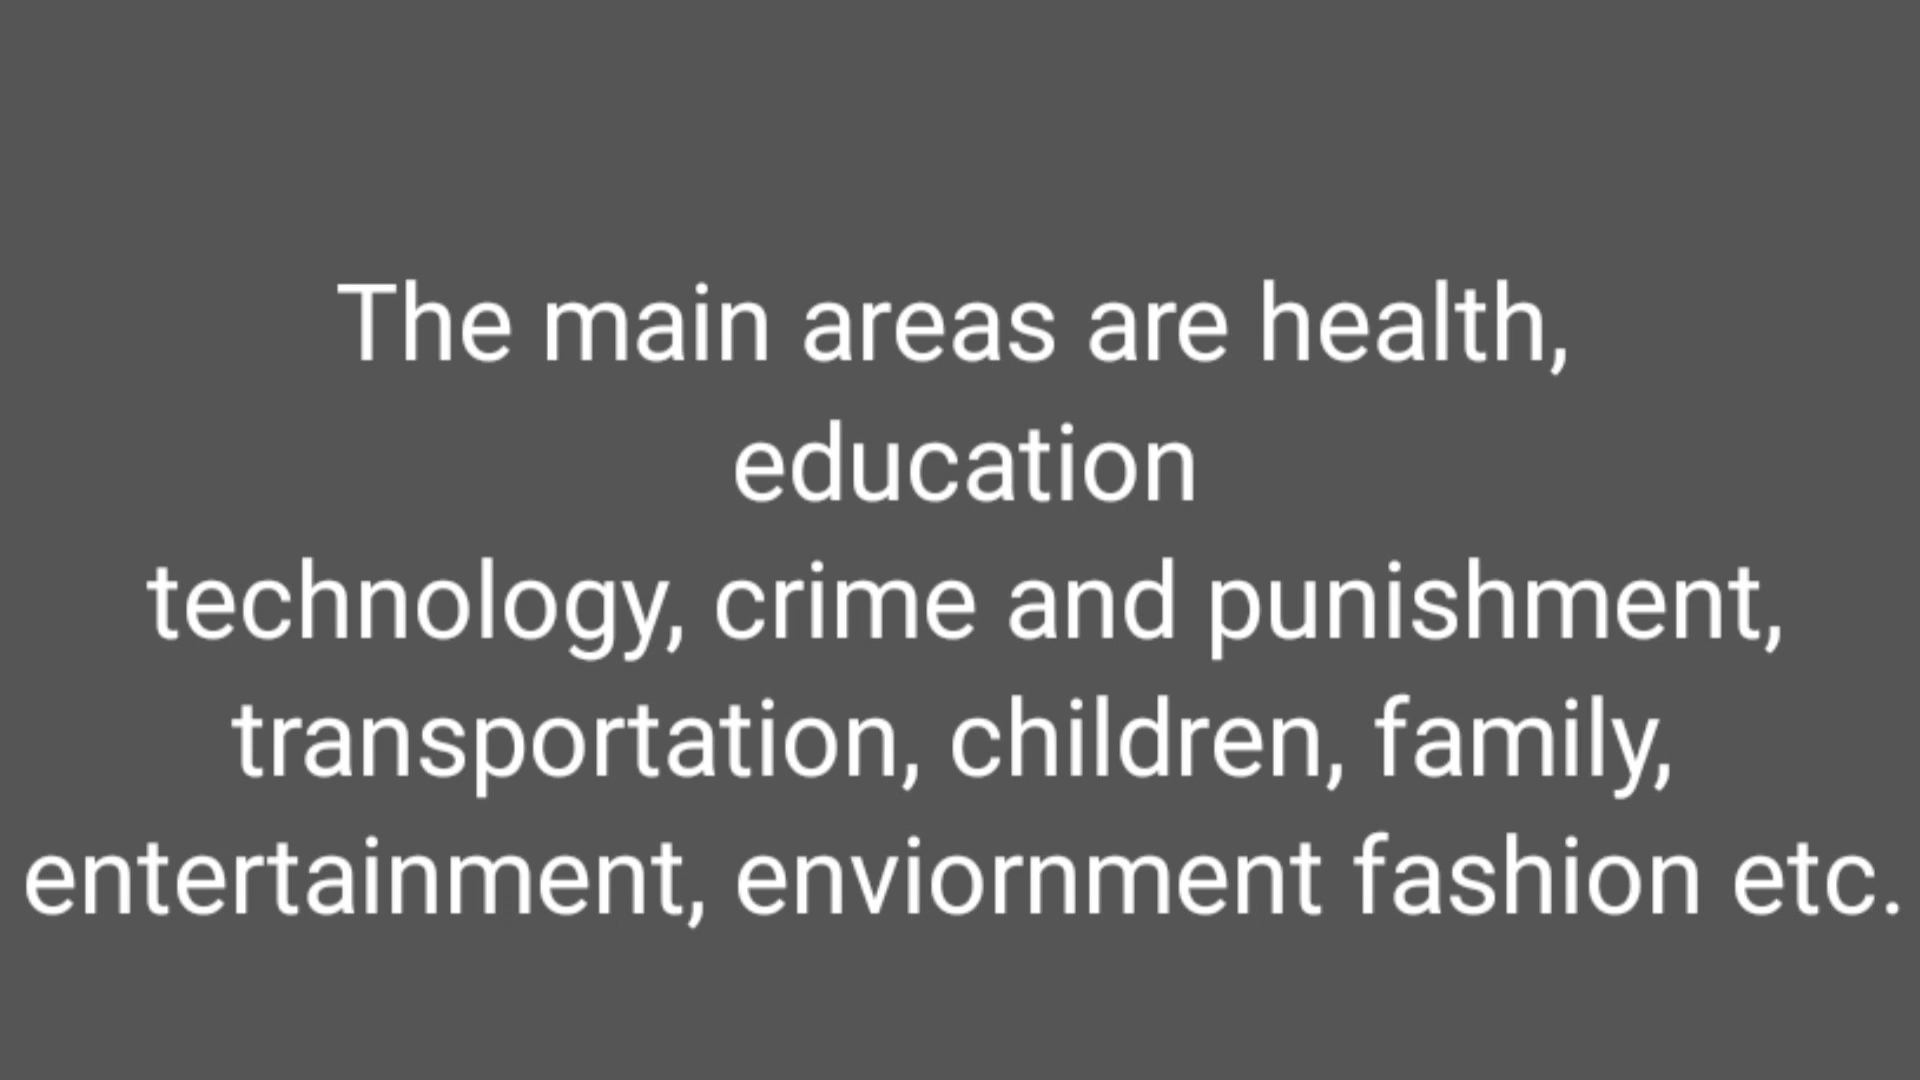 The main areas are health,
education
technology, crime and punishment,
transportation, children, family,
entertainment, enviornment fashion etc.